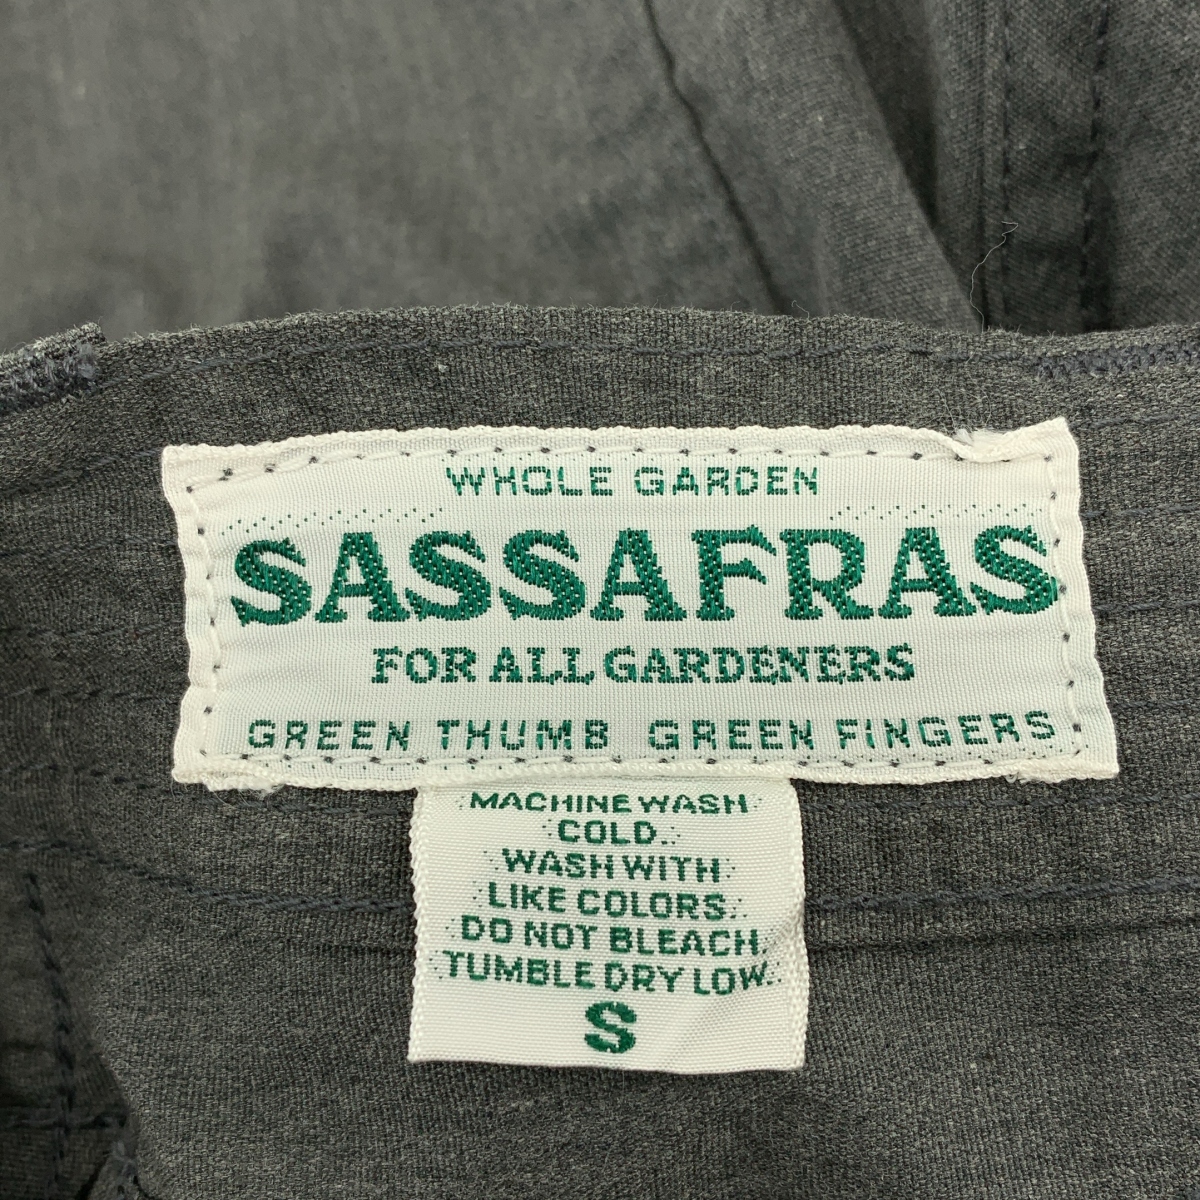 WHOLE GARDEN
SASSAFRAS
FOR ALL GARDENERS
GREEN THUMB GREEN FINGERS
MACHINE WASH
COLD.
WASH WITH
LIKE COLORS.
DO NOT BLEACH.
TUMBLE DRY LOW.
S